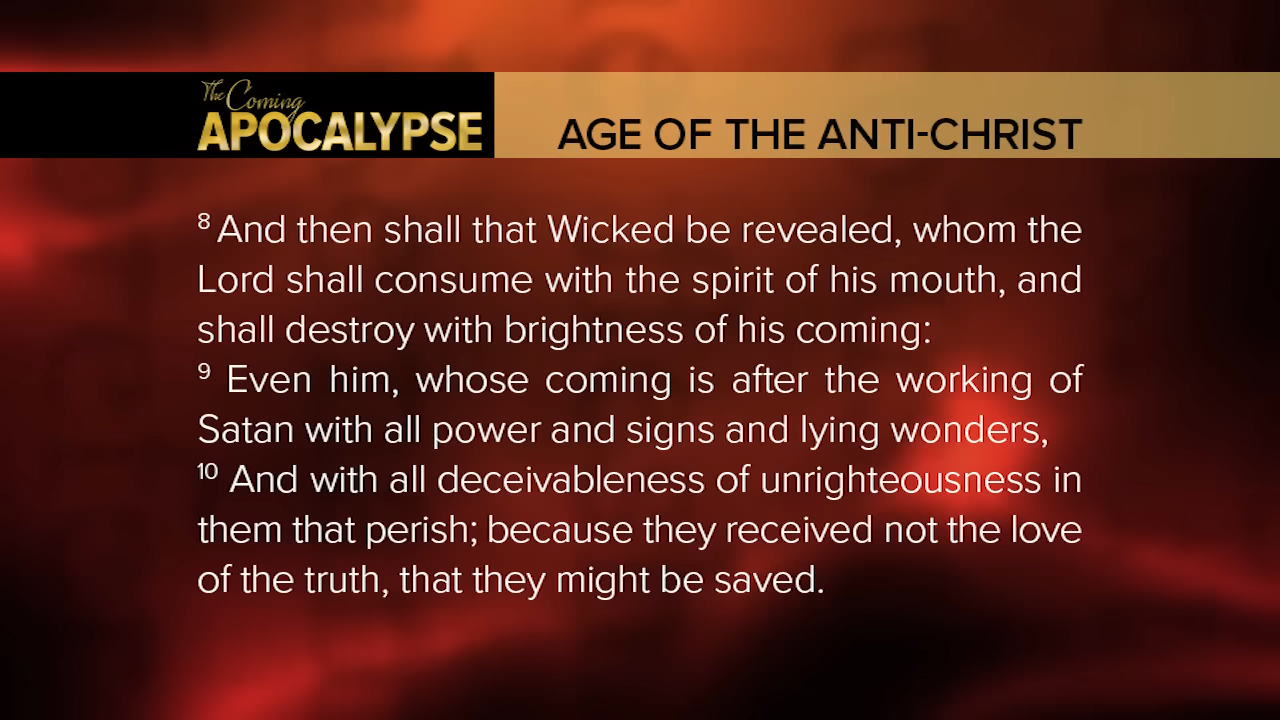 The Coming
APOCALYPSE
AGE OF THE ANTI-CHRIST
8 And then shall that Wicked be revealed, whom the
Lord shall consume with the spirit of his mouth, and
shall destroy with brightness of his coming:
9 Even him, whose coming is after the working of
Satan with all power and signs and lying wonders,
10 And with all deceivableness of unrighteousness in
them that perish; because they received not the love
of the truth, that they might be saved.